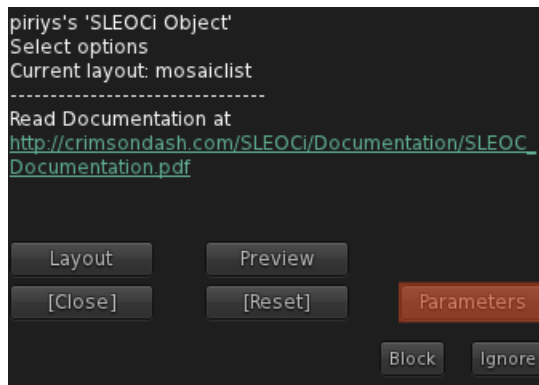 piriys's 'SLEOCi Object'
Select options
Current layout: mosaiclist
--------------------------------
Read Documentation at
http://crimsondash.com/SLEOCi/Documentation/SLEOC_
Documentation.pdf
Layout Preview
[Close] [Reset] Parameters
Block Ignore